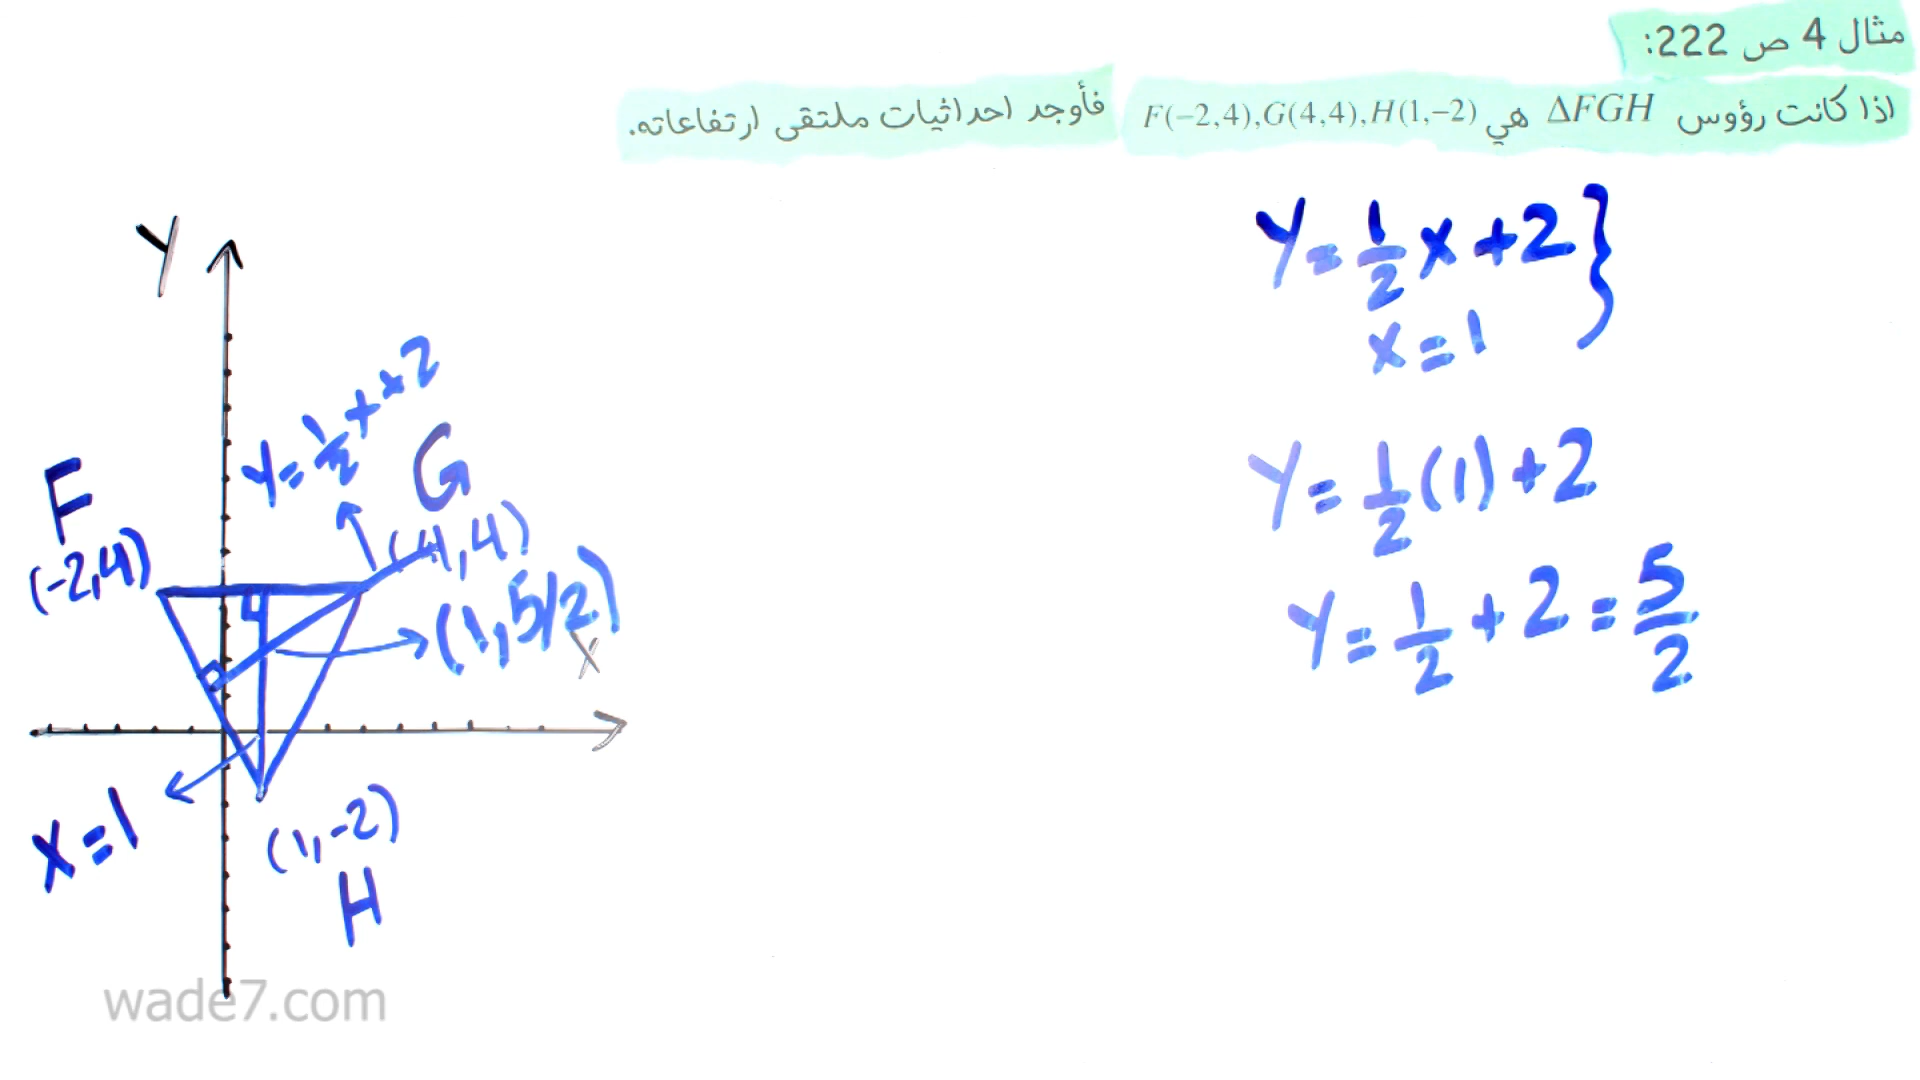 مثال 4 ص 222:
اذا كانت رؤوس ΔFGH هي F(−2,4),G(4,4),H(1,−2) فأوجد احداثيات ملتقى ارتفاعاته.
Y=1/2 x+2}
x=1
Y=1/2(1)+2
Y=1/2+2=5/2
Y
Y=1/2+x2
G
(4,4)
F
(-2,4)
(1,5/2)
X
x=1
(1,-2)
H
wade7.com